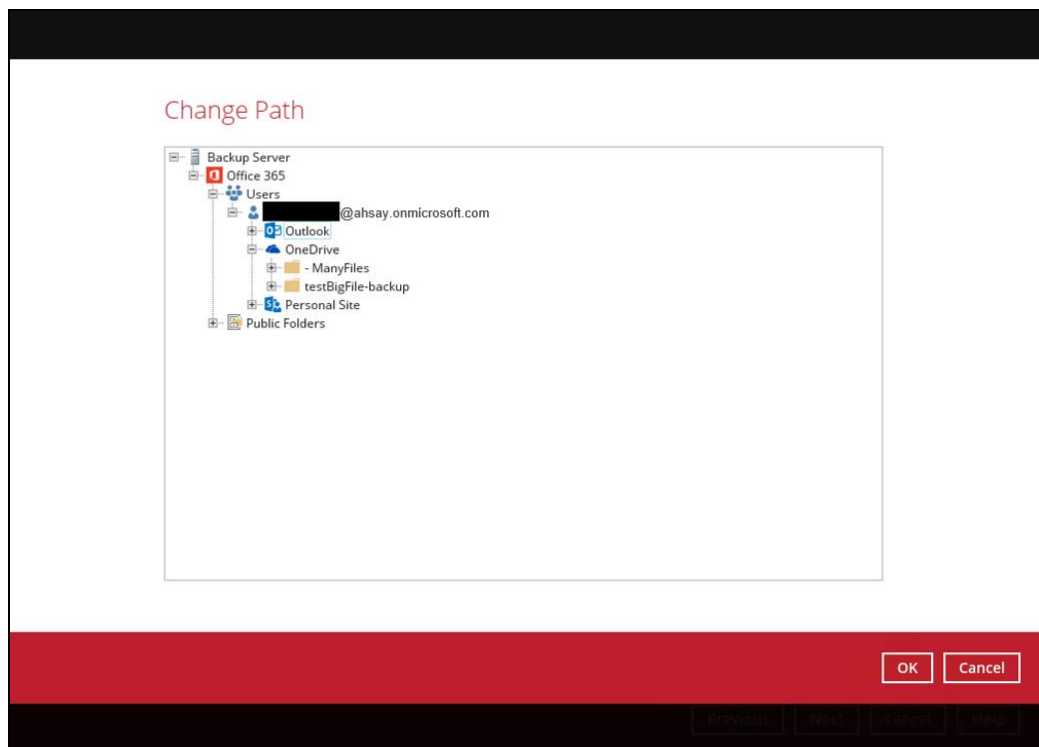 Change Path
Backup Server
Office 365
Users
@ahsay.onmicrosoft.com
Outlook
OneDrive
- ManyFiles
testBigFile-backup
Personal Site
Public Folders
OK Cancel
Previous Next Cancel Help